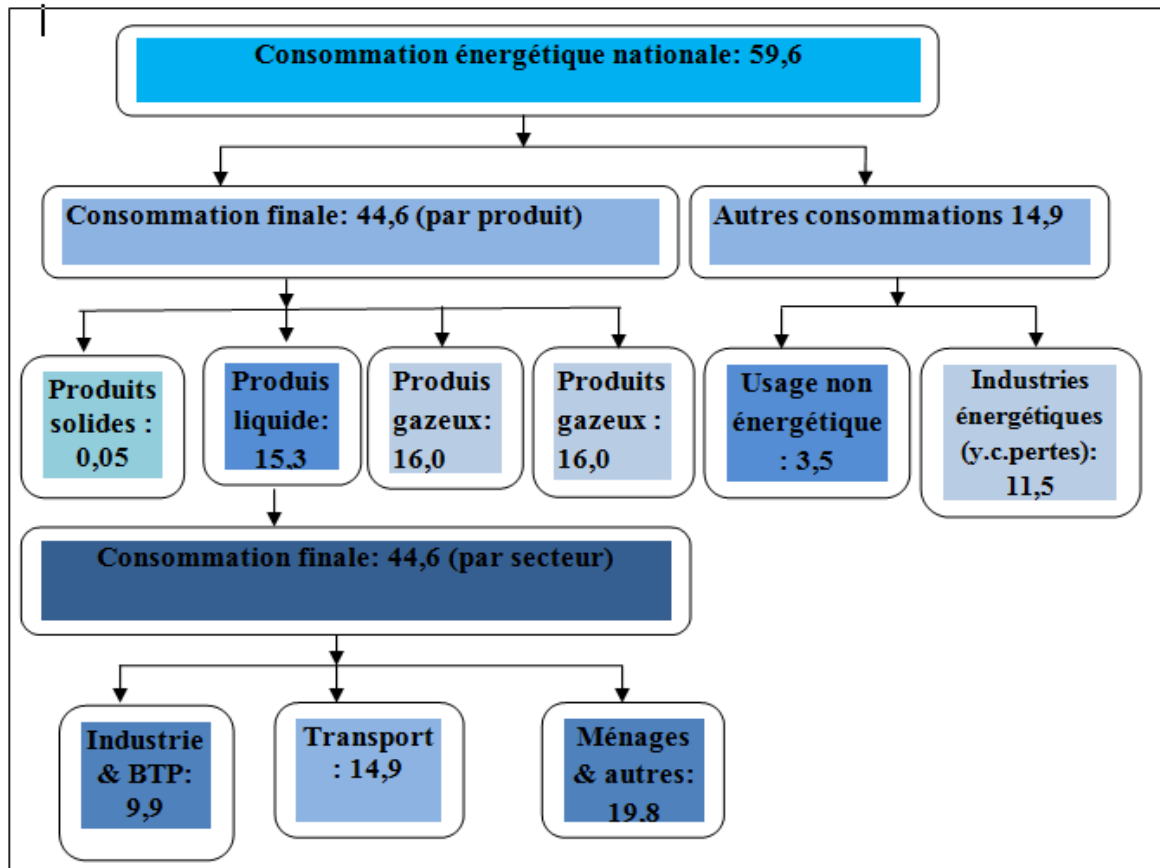 Consommation énergétique nationale: 59,6
Consommation finale: 44,6 (par produit)
Autres consommations 14,9
Produits
solides :
0,05
Produis
liquide:
15,3
Produis
gazeux:
16,0
Produits
gazeux :
16,0
Usage non
énergétique
: 3,5
Industries
énergétiques
(y.c.pertes):
11,5
Consommation finale: 44,6 (par secteur)
Industrie
& BTP:
9,9
Transport
: 14,9
Ménages
& autres:
19,8